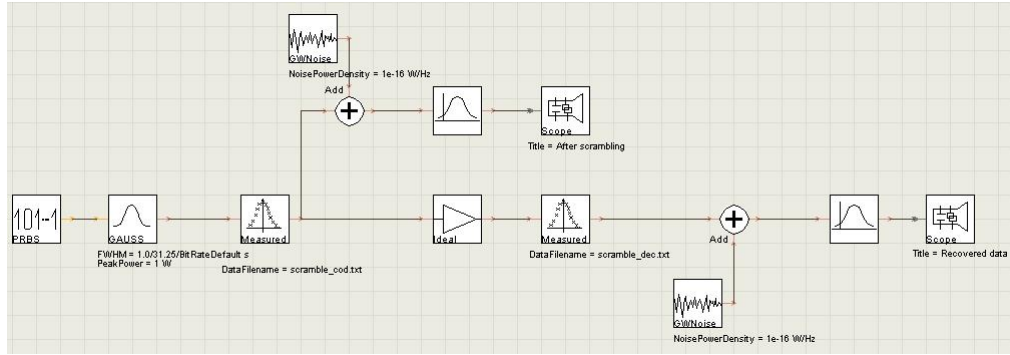 GWNoise
NoisePowerDensity = 1e-16 W/Hz
Add
Scope
Title = After scrambling
101-1
PRBS
GAUSS
FWHM = 1.0/31.25/BitRateDefault s
PeakPower = 1 W
Measured
DataFilename = scramble_cod.txt
Ideal
Measured
DataFilename = scramble_dec.txt
Add
Scope
Title = Recovered data
GWNoise
NoisePowerDensity = 1e-16 W/Hz